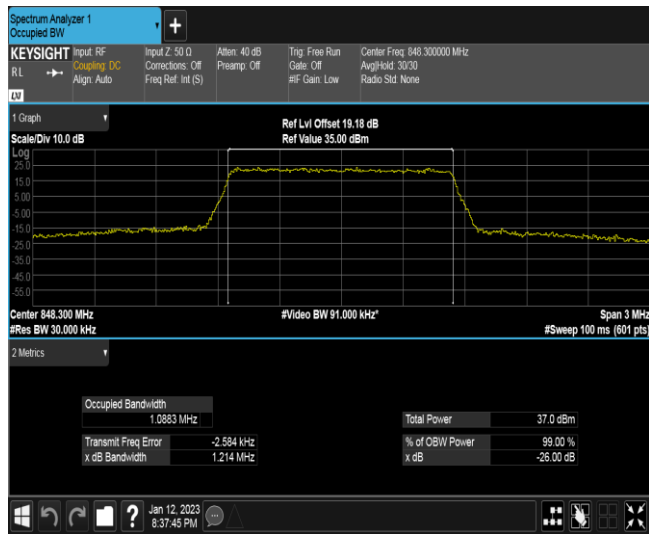 Spectrum Analyzer 1
Occupied BW
+
KEYSIGHT
RL
LXI
Input: RF
Coupling: DC
Align: Auto
Input Z: 50 Ω
Corrections: Off
Freq Ref: Int (S)
Atten: 40 dB
Preamp: Off
Trig: Free Run
Gate: Off
#IF Gain: Low
Center Freq: 848.300000 MHz
Avg|Hold: 30/30
Radio Std: None
1 Graph
Scale/Div 10.0 dB
Ref Lvl Offset 19.18 dB
Ref Value 35.00 dBm
Log
25.0
15.0
5.00
-5.00
-15.0
-25.0
-35.0
-45.0
-55.0
Center 848.300 MHz
#Res BW 30.000 kHz
#Video BW 91.000 kHz*
Span 3 MHz
#Sweep 100 ms (601 pts)
2 Metrics
Occupied Bandwidth
1.0883 MHz
Transmit Freq Error -2.584 kHz
x dB Bandwidth 1.214 MHz
Total Power 37.0 dBm
% of OBW Power 99.00 %
x dB -26.00 dB
?
Jan 12, 2023
8:37:45 PM